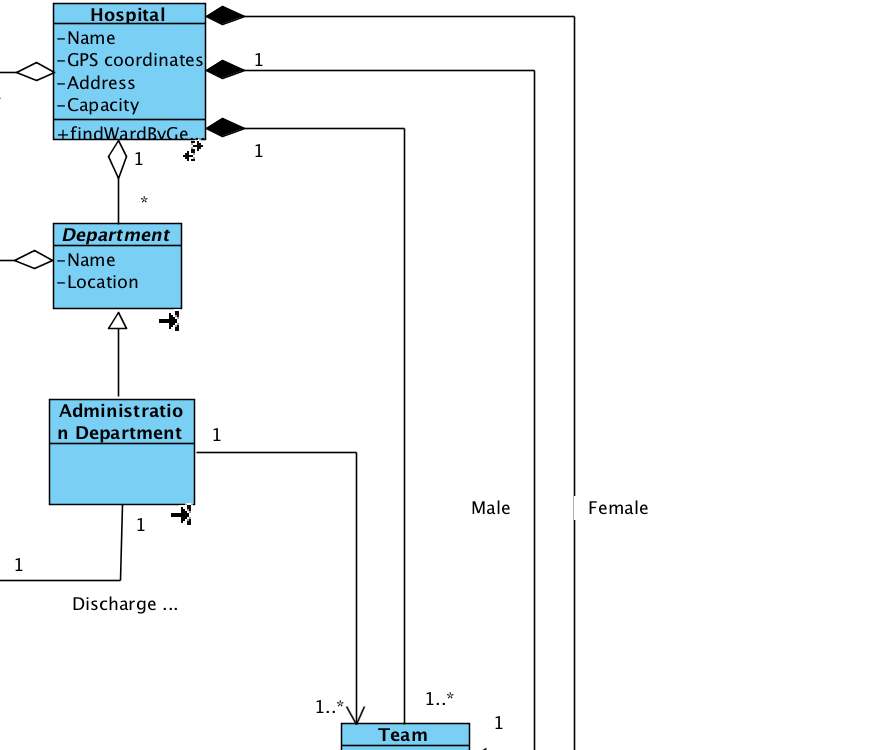 Hospital
-Name
-GPS coordinates
-Address
-Capacity
+findWardByGe...
1
1
1
*
Department
-Name
-Location
Administratio
n Department
1
1
1
Discharge ...
Male
Female
1..*
1..*
1
Team